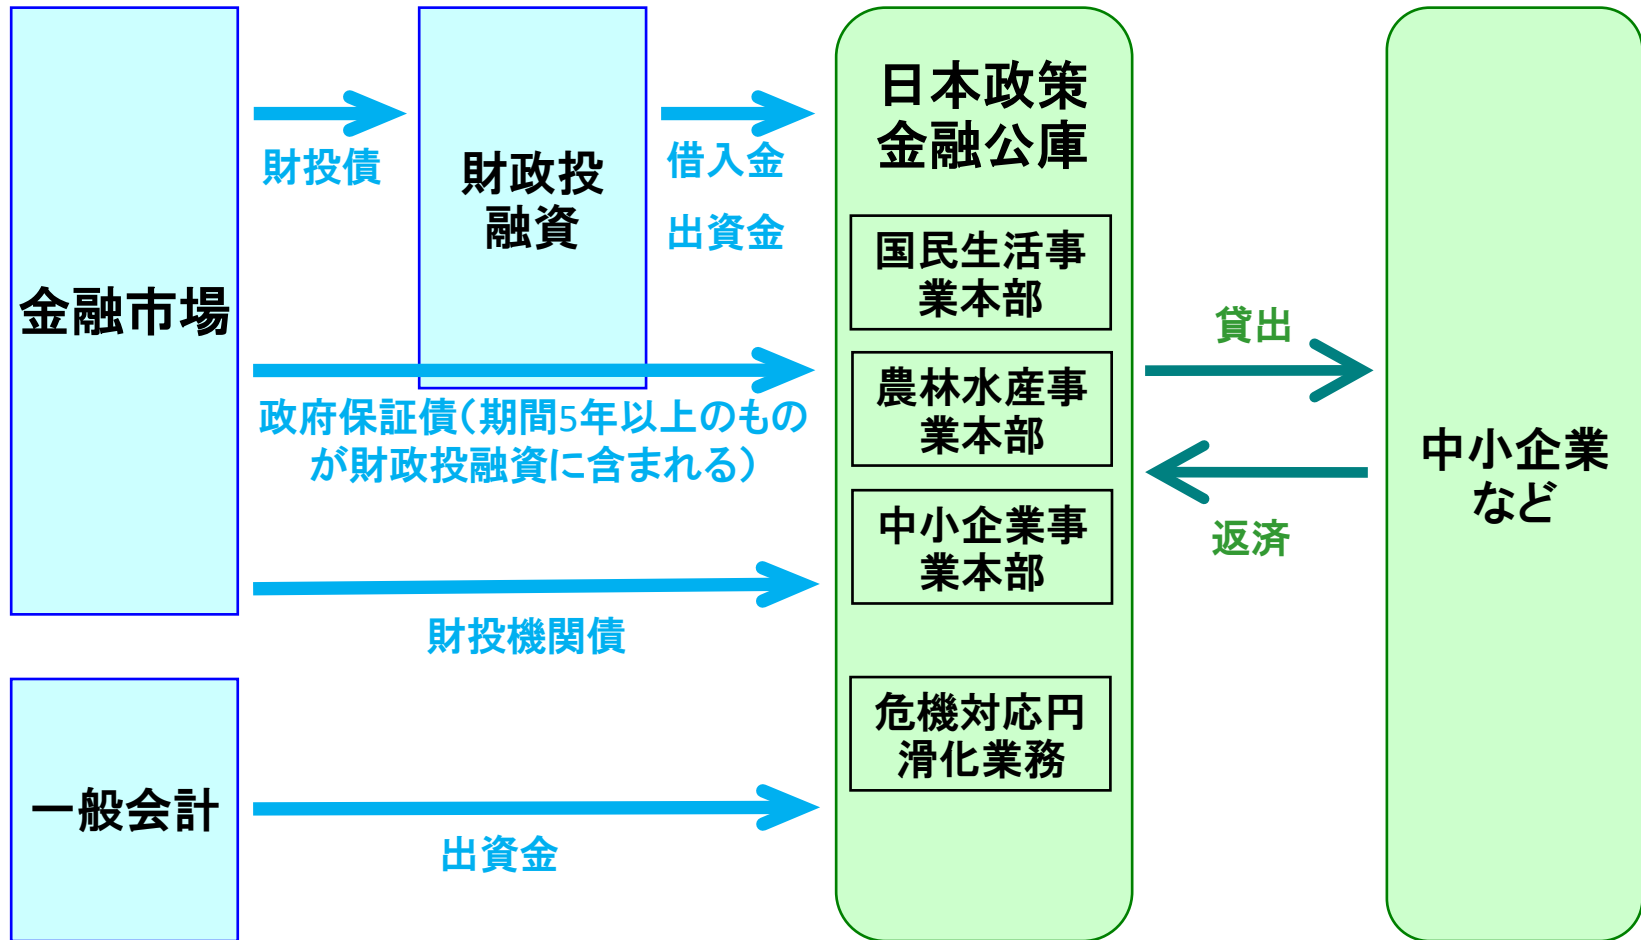 金融市場
財投債
財政投
融資
借入金
出資金
政府保証債（期間5年以上のもの
が財政投融資に含まれる）
財投機関債
一般会計
出資金
日本政策
金融公庫
国民生活事
業本部
農林水産事
業本部
中小企業事
業本部
危機対応円
滑化業務
貸出
返済
中小企業
など